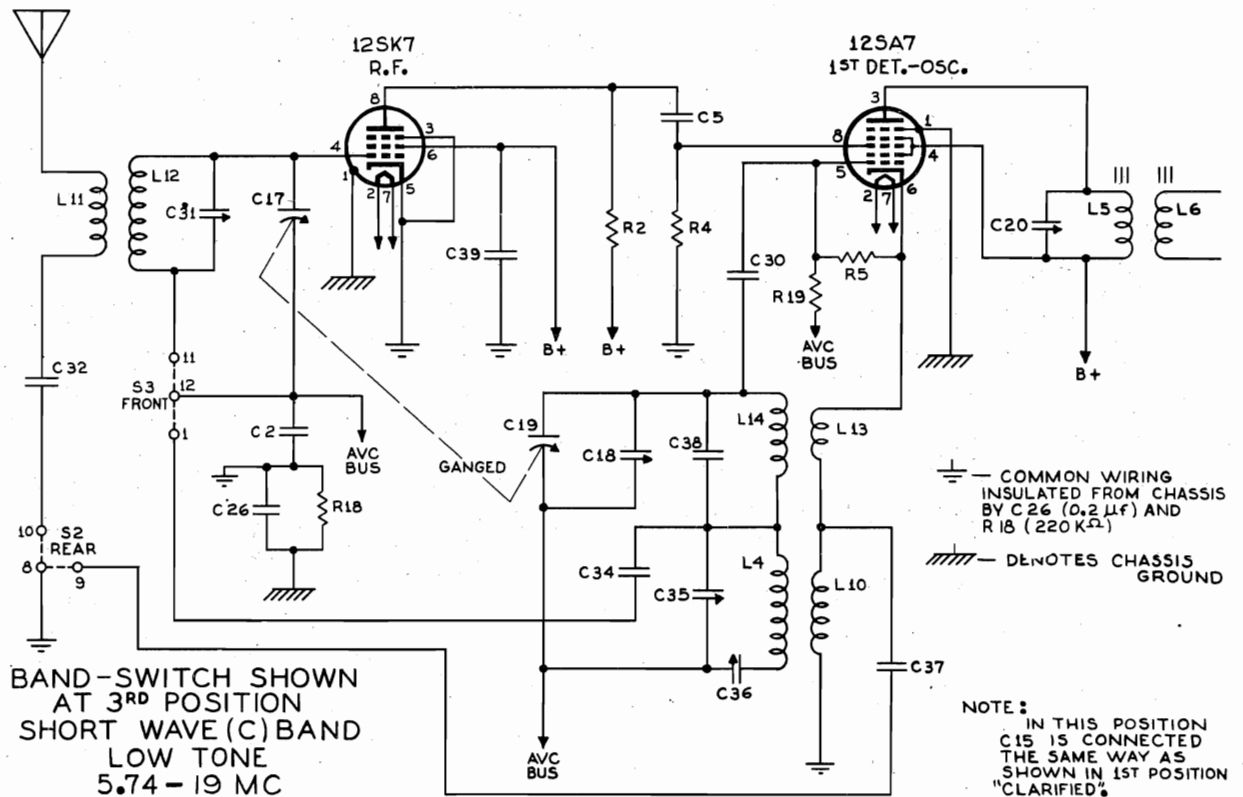 12SK7
R.F.
12SA7
1ST DET.-OSC.
8
3
4
6
1
2
7
5
3
1
8
4
5
2
7
6
L11
L12
C31
C17
C39
R2
C5
R4
C30
R19
R5
AVC
BUS
C20
L5
L6
B+
B+
B+
C32
11
S3
FRONT
12
1
C2
AVC
BUS
C26
R18
GANGED
C19
C18
C38
L14
L13
C34
C35
L4
L10
C36
C37
AVC
BUS
10
S2
REAR
8
9
— COMMON WIRING
INSULATED FROM CHASSIS
BY C26 (0.2 µf) AND
R18 (220 KΩ)
— DENOTES CHASSIS
GROUND
BAND-SWITCH SHOWN
AT 3RD POSITION
SHORT WAVE (C) BAND
LOW TONE
5.74 – 19 MC
NOTE:
IN THIS POSITION
C15 IS CONNECTED
THE SAME WAY AS
SHOWN IN 1ST POSITION
"CLARIFIED".